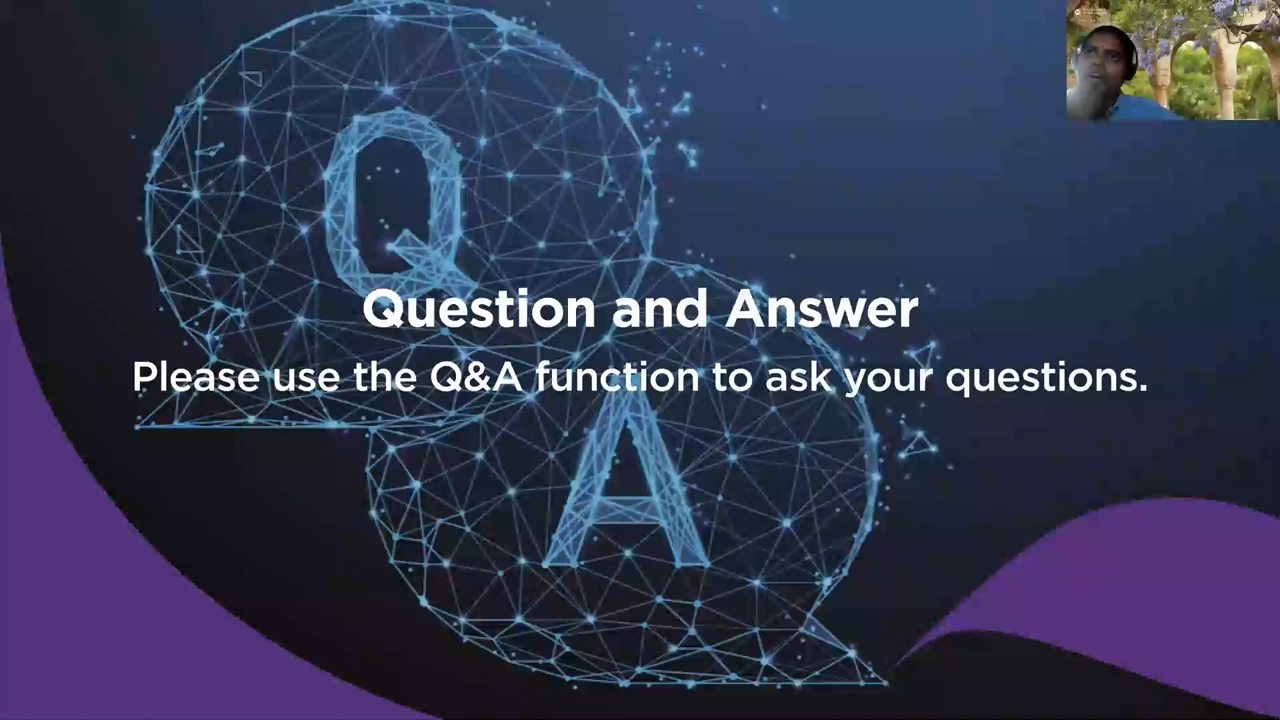 Q
Question and Answer
Please use the Q&A function to ask your questions.
A